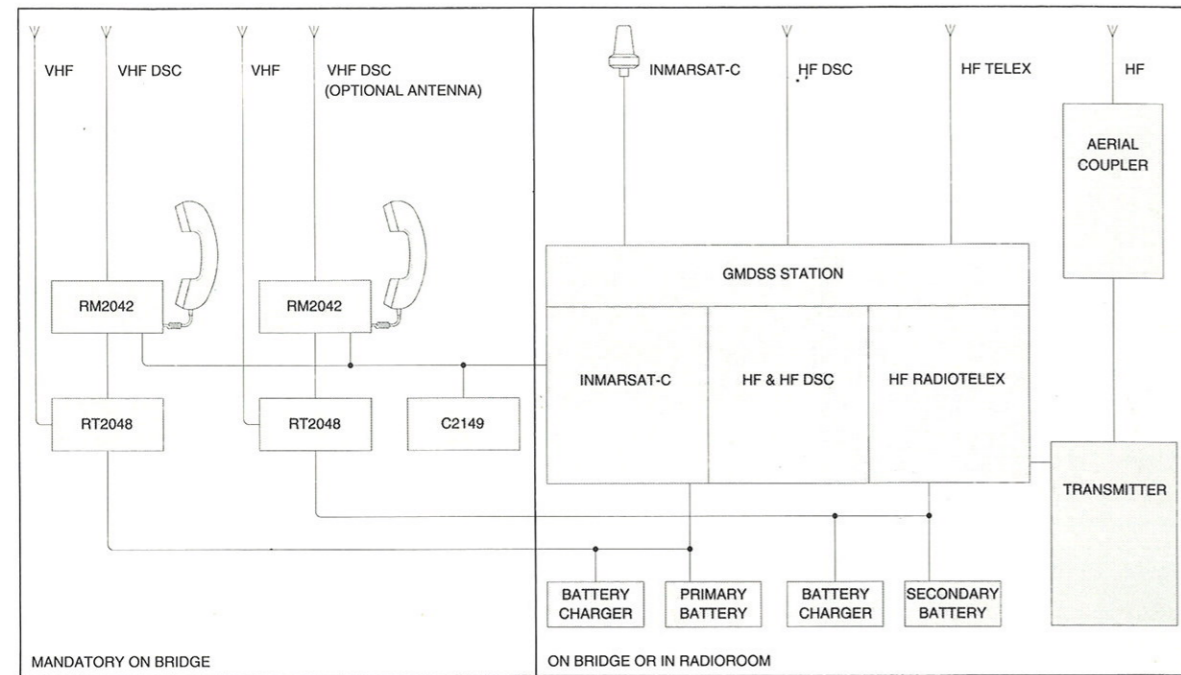 VHF
VHF DSC
VHF
VHF DSC
(OPTIONAL ANTENNA)
INMARSAT-C
HF DSC
HF TELEX
HF
AERIAL
COUPLER
GMDSS STATION
RM2042
RM2042
INMARSAT-C
HF & HF DSC
HF RADIOTELEX
RT2048
RT2048
C2149
TRANSMITTER
BATTERY
CHARGER
PRIMARY
BATTERY
BATTERY
CHARGER
SECONDARY
BATTERY
MANDATORY ON BRIDGE
ON BRIDGE OR IN RADIOROOM